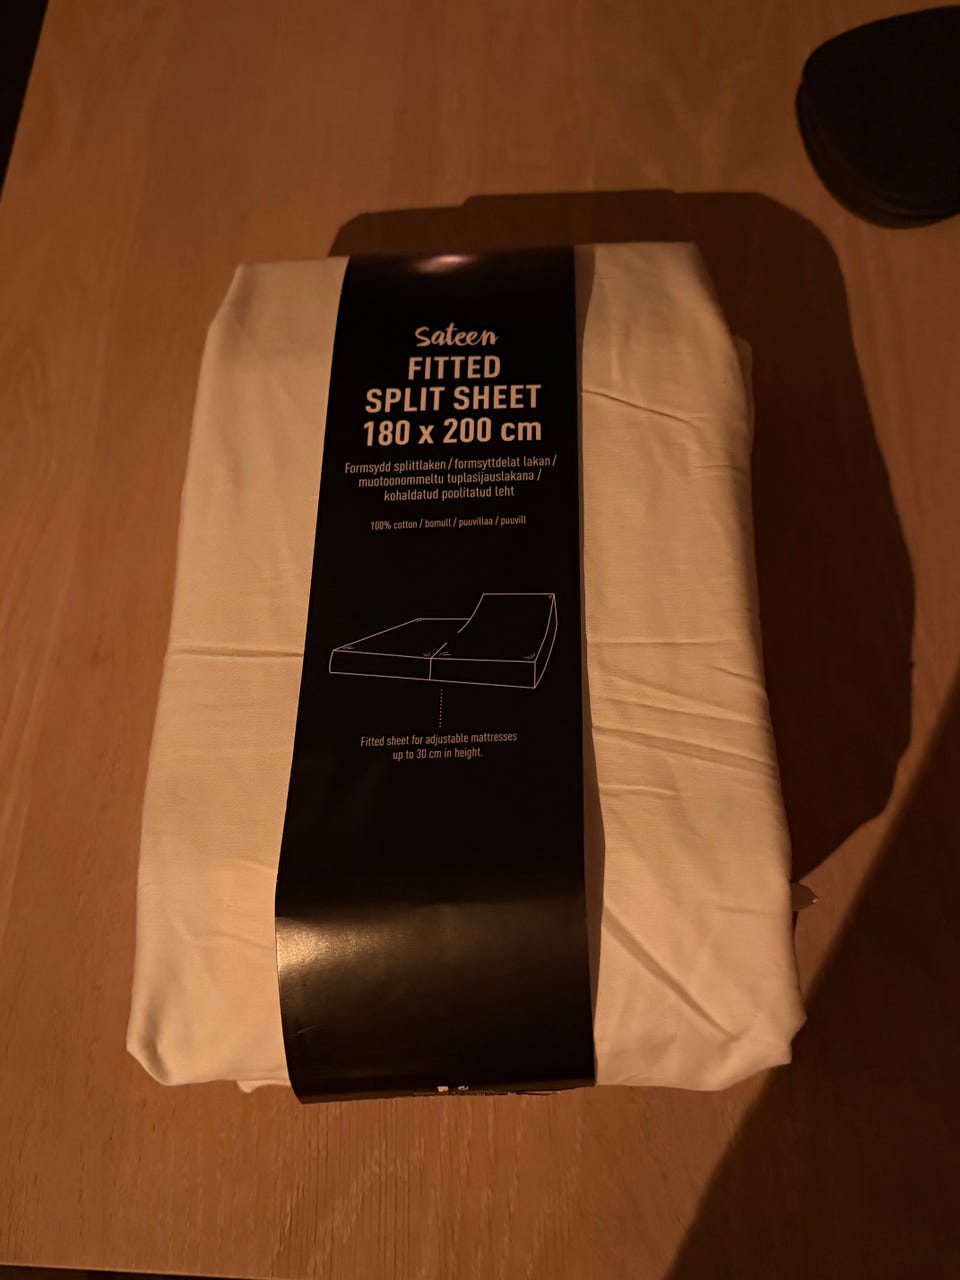 Sateen
FITTED
SPLIT SHEET
180 x 200 cm
Formsydd splittlaken / formsyttdelat lakan /
muotoonommeltu tuplasijauslakana /
kohaldatud poolitatud leht
100% cotton / bomull / puuvillaa / puuvill
Fitted sheet for adjustable mattresses
up to 30 cm in height.